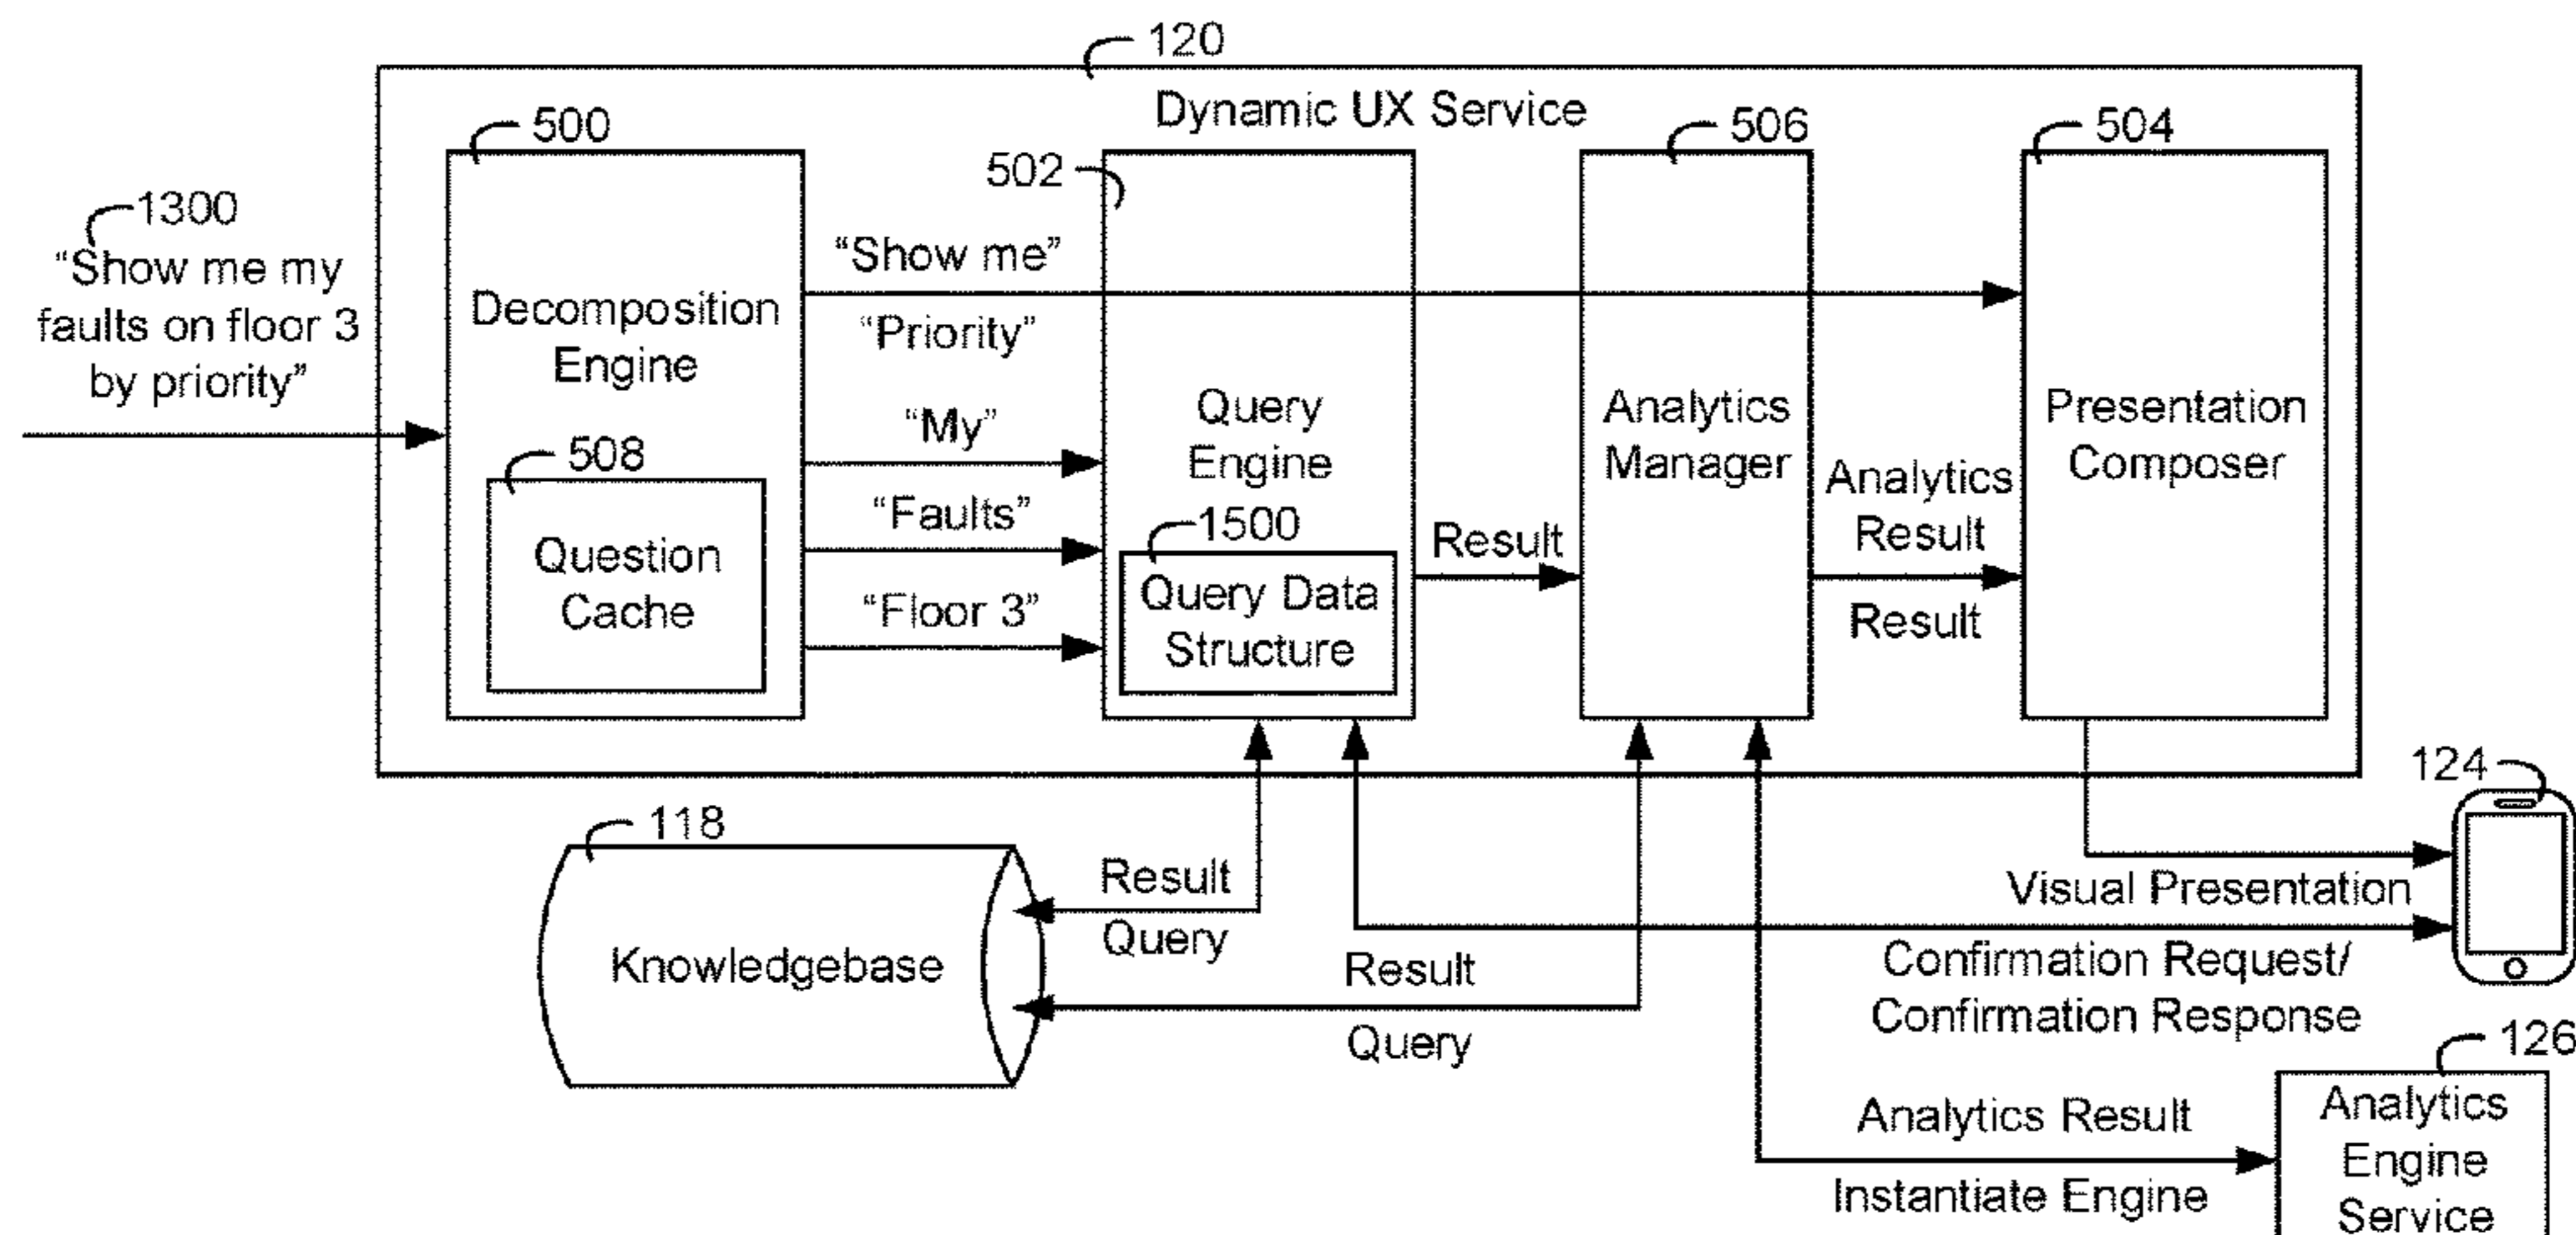 120
Dynamic UX Service
500
502
506
504
1300
“Show me my
faults on floor 3
by priority”
Decomposition
Engine
508
Question
Cache
“Show me”
“Priority”
“My”
“Faults”
“Floor 3”
Query
Engine
1500
Query Data
Structure
Result
Analytics
Manager
Analytics
Result
Result
Presentation
Composer
118
Knowledgebase
Result
Query
Result
Query
124
Visual Presentation
Confirmation Request/
Confirmation Response
126
Analytics Result
Instantiate Engine
Analytics
Engine
Service